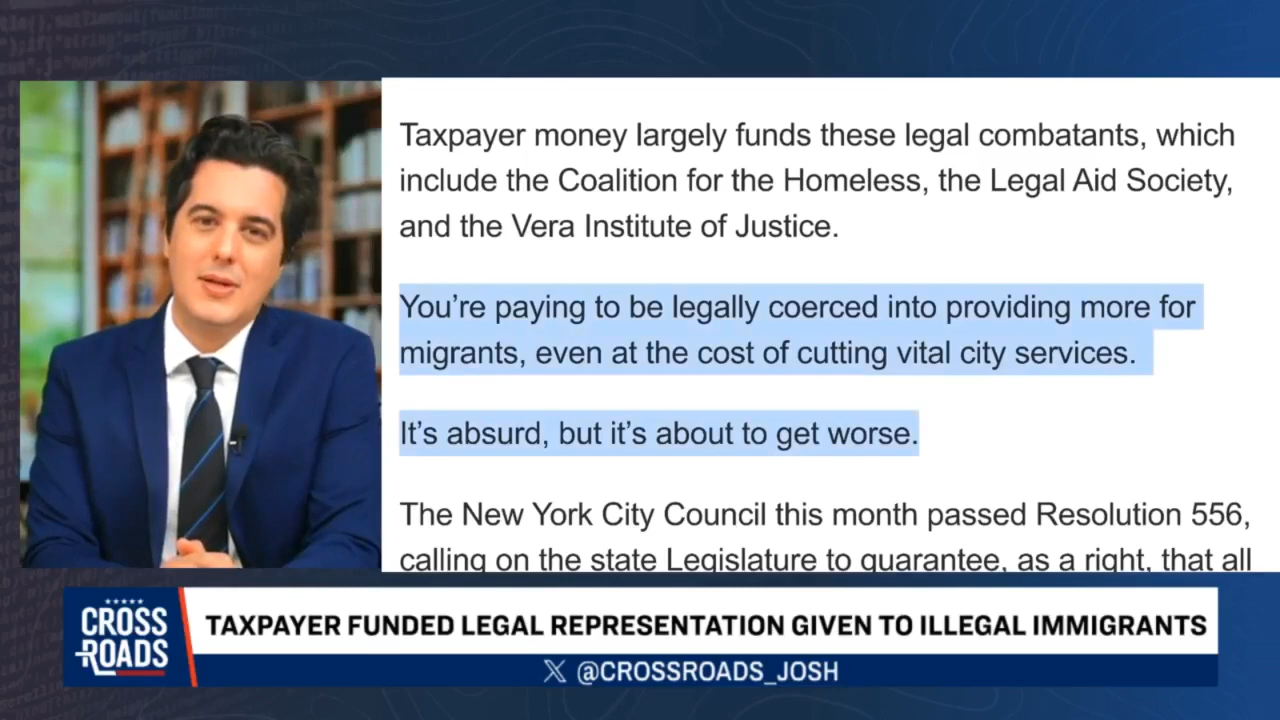 Taxpayer money largely funds these legal combatants, which
include the Coalition for the Homeless, the Legal Aid Society,
and the Vera Institute of Justice.
You’re paying to be legally coerced into providing more for
migrants, even at the cost of cutting vital city services.
It’s absurd, but it’s about to get worse.
The New York City Council this month passed Resolution 556,
calling on the state Legislature to guarantee, as a right, that all
CROSS
ROADS
TAXPAYER FUNDED LEGAL REPRESENTATION GIVEN TO ILLEGAL IMMIGRANTS
X @CROSSROADS_JOSH